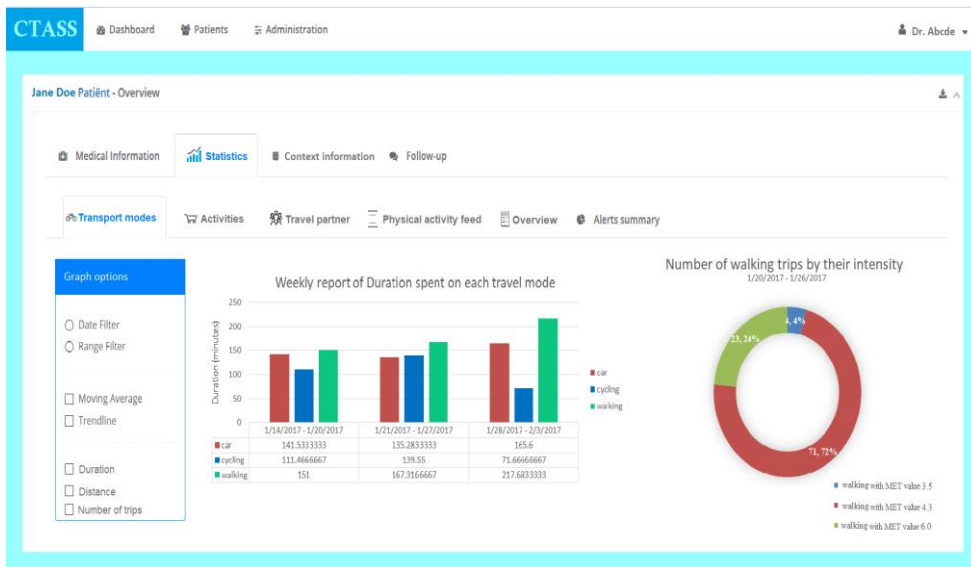 CTASS Dashboard Patients Administration Dr. Abcde
Jane Doe Patiënt - Overview
Medical Information Statistics Context information Follow-up
Transport modes Activities Travel partner Physical activity feed Overview Alerts summary
Graph options
Date Filter
Range Filter
Moving Average
Trendline
Duration
Distance
Number of trips
Weekly report of Duration spent on each travel mode
Duration (minutes)
250
200
150
100
50
0
1/14/2017 - 1/20/2017 1/21/2017 - 1/27/2017 1/28/2017 - 2/3/2017
car 141.5333333 135.2833333 165.6
cycling 111.4666667 139.55 71.66666667
walking 151 167.3166667 217.6833333
car
cycling
walking
Number of walking trips by their intensity
1/20/2017 - 1/26/2017
4, 4%
23, 24%
71, 72%
walking with MET value 3.5
walking with MET value 4.3
walking with MET value 6.0